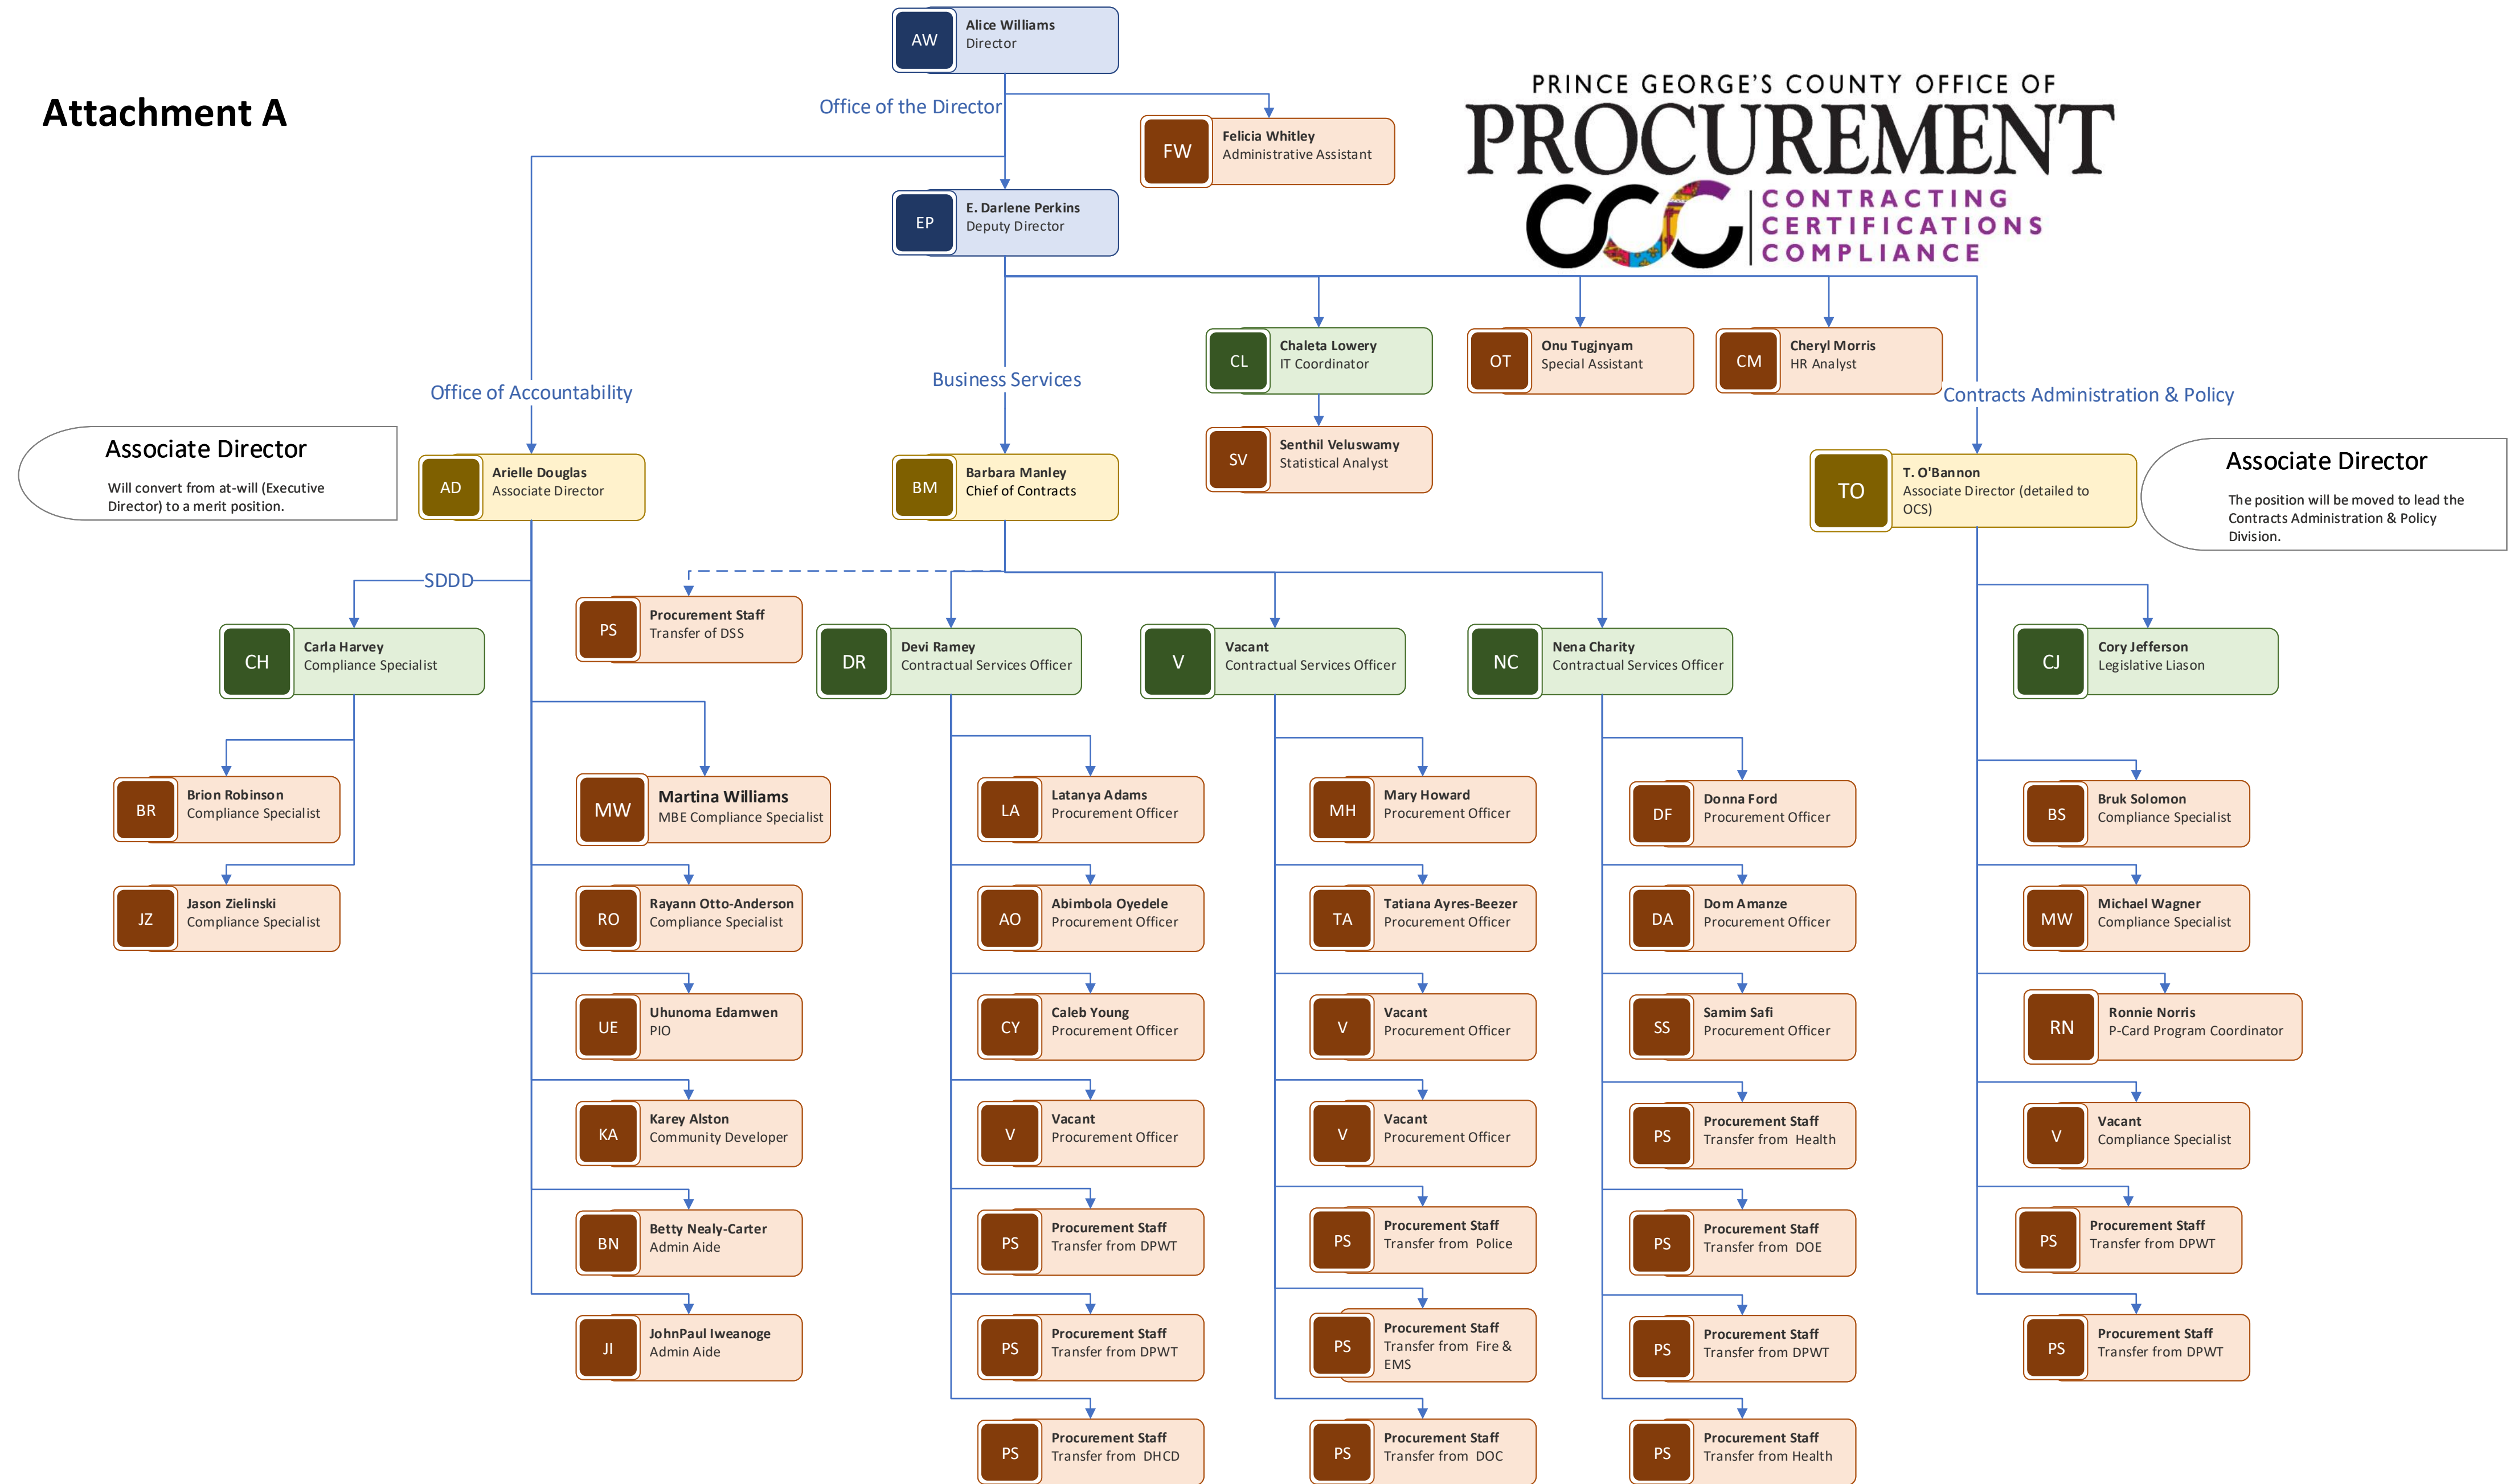 Attachment A
AW
Alice Williams
Director
Office of the Director
FW
Felicia Whitley
Administrative Assistant
PRINCE GEORGE'S COUNTY OFFICE OF
PROCUREMENT
CCC
CONTRACTING
CERTIFICATIONS
COMPLIANCE
EP
E. Darlene Perkins
Deputy Director
CL
Chaleta Lowery
IT Coordinator
OT
Onu Tugjnyam
Special Assistant
CM
Cheryl Morris
HR Analyst
Office of Accountability
Business Services
Contracts Administration & Policy
SV
Senthil Veluswamy
Statistical Analyst
Associate Director
Will convert from at-will (Executive
Director) to a merit position.
AD
Arielle Douglas
Associate Director
BM
Barbara Manley
Chief of Contracts
TO
T. O'Bannon
Associate Director (detailed to
OCS)
Associate Director
The position will be moved to lead the
Contracts Administration & Policy
Division.
SDDD
PS
Procurement Staff
Transfer of DSS
CH
Carla Harvey
Compliance Specialist
DR
Devi Ramey
Contractual Services Officer
V
Vacant
Contractual Services Officer
NC
Nena Charity
Contractual Services Officer
CJ
Cory Jefferson
Legislative Liason
BR
Brion Robinson
Compliance Specialist
MW
Martina Williams
MBE Compliance Specialist
LA
Latanya Adams
Procurement Officer
MH
Mary Howard
Procurement Officer
DF
Donna Ford
Procurement Officer
BS
Bruk Solomon
Compliance Specialist
JZ
Jason Zielinski
Compliance Specialist
RO
Rayann Otto-Anderson
Compliance Specialist
AO
Abimbola Oyedele
Procurement Officer
TA
Tatiana Ayres-Beezer
Procurement Officer
DA
Dom Amanze
Procurement Officer
MW
Michael Wagner
Compliance Specialist
UE
Uhunoma Edamwen
PIO
CY
Caleb Young
Procurement Officer
V
Vacant
Procurement Officer
SS
Samim Safi
Procurement Officer
RN
Ronnie Norris
P-Card Program Coordinator
KA
Karey Alston
Community Developer
V
Vacant
Procurement Officer
V
Vacant
Procurement Officer
PS
Procurement Staff
Transfer from Health
V
Vacant
Compliance Specialist
BN
Betty Nealy-Carter
Admin Aide
PS
Procurement Staff
Transfer from DPWT
PS
Procurement Staff
Transfer from Police
PS
Procurement Staff
Transfer from DOE
PS
Procurement Staff
Transfer from DPWT
JI
JohnPaul Iweanoge
Admin Aide
PS
Procurement Staff
Transfer from DPWT
PS
Procurement Staff
Transfer from Fire &
EMS
PS
Procurement Staff
Transfer from DPWT
PS
Procurement Staff
Transfer from DPWT
PS
Procurement Staff
Transfer from DHCD
PS
Procurement Staff
Transfer from DOC
PS
Procurement Staff
Transfer from Health